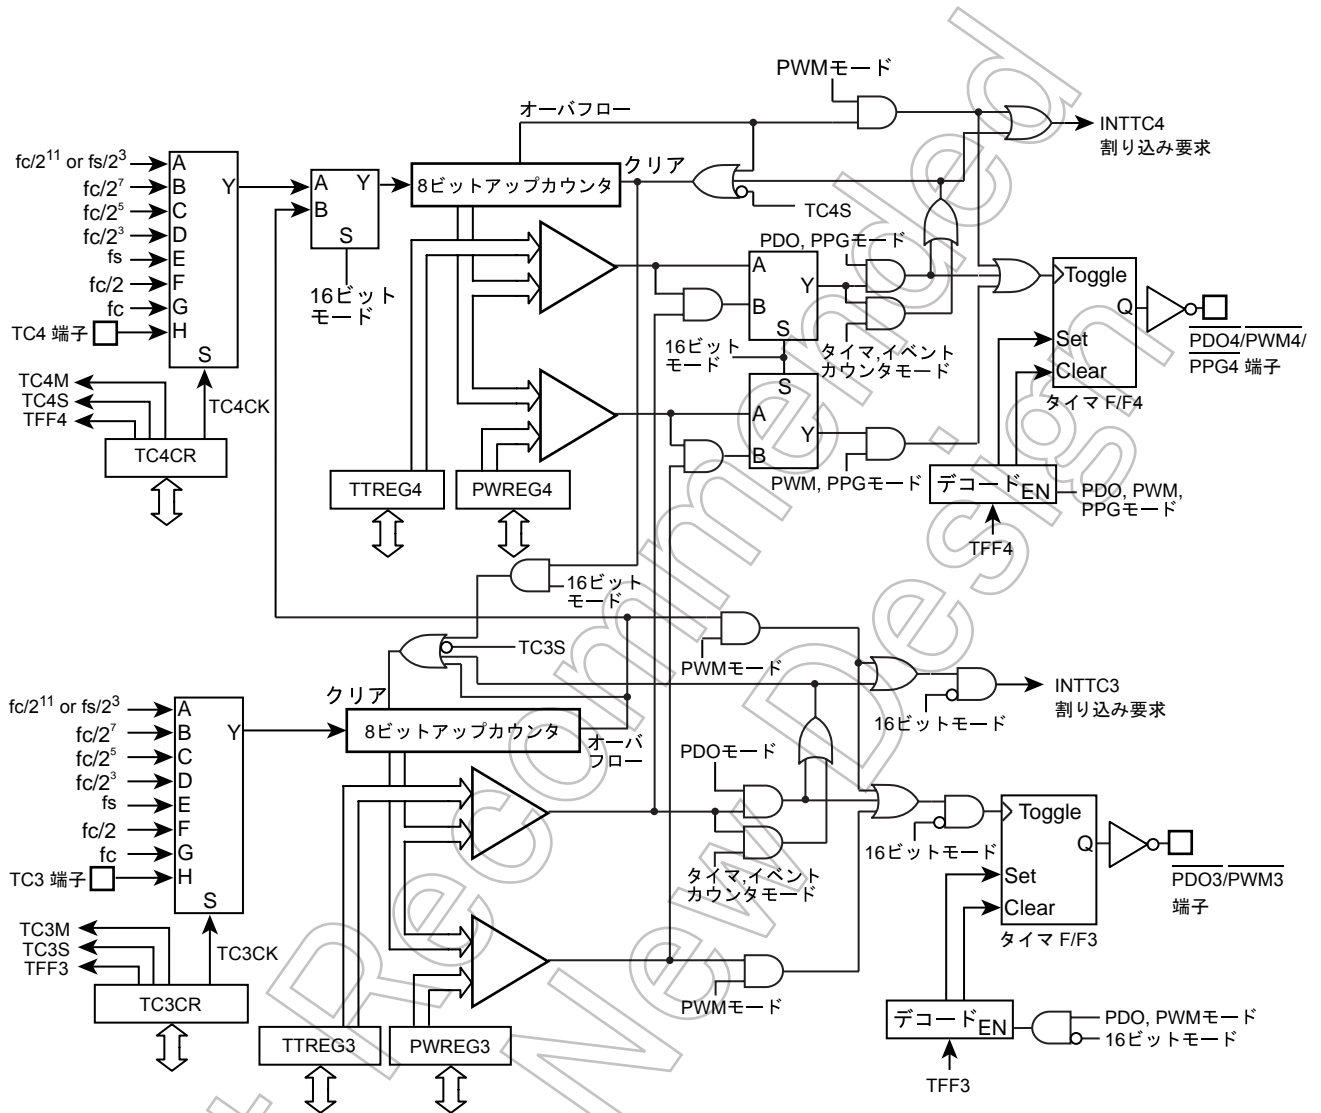 PWMモード
オーバフロー
INTTC4
割り込み要求
クリア
fc/2¹¹ or fs/2³
fc/2⁷
fc/2⁵
fc/2³
fs
fc/2
fc
TC4 端子
A
B
C
D
E
F
G
H
Y
S
A
B
Y
S
16ビット
モード
8ビットアップカウンタ
TC4S
PDO, PPGモード
A
B
Y
S
16ビット
モード
タイマ,イベント
カウンタモード
S
A
B
Y
PWM, PPGモード
Toggle
Q
Set
Clear
タイマ F/F4
PDO4/PWM4/
PPG4 端子
TC4M
TC4S
TFF4
TC4CK
TC4CR
TTREG4
PWREG4
デコード
EN
PDO, PWM,
PPGモード
TFF4
16ビット
モード
TC3S
PWMモード
INTTC3
割り込み要求
16ビットモード
クリア
fc/2¹¹ or fs/2³
fc/2⁷
fc/2⁵
fc/2³
fs
fc/2
fc
TC3 端子
A
B
C
D
E
F
G
H
Y
S
8ビットアップカウンタ
オーバ
フロー
PDOモード
タイマ,イベント
カウンタモード
16ビットモード
Toggle
Q
Set
Clear
タイマ F/F3
PDO3/PWM3
端子
TC3M
TC3S
TFF3
TC3CK
TC3CR
TTREG3
PWREG3
PWMモード
デコード
EN
PDO, PWMモード
16ビットモード
TFF3
Recommended
New Design